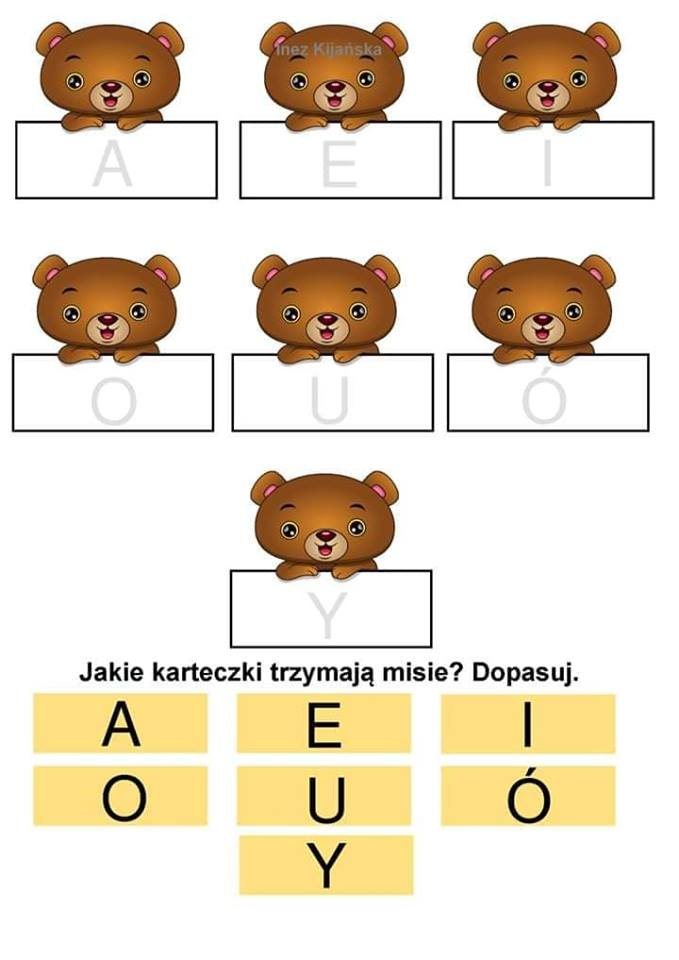 Inez Kijańska
A E I
O U Ó
Y
Jakie karteczki trzymają misie? Dopasuj.
A E I
O U Ó
Y